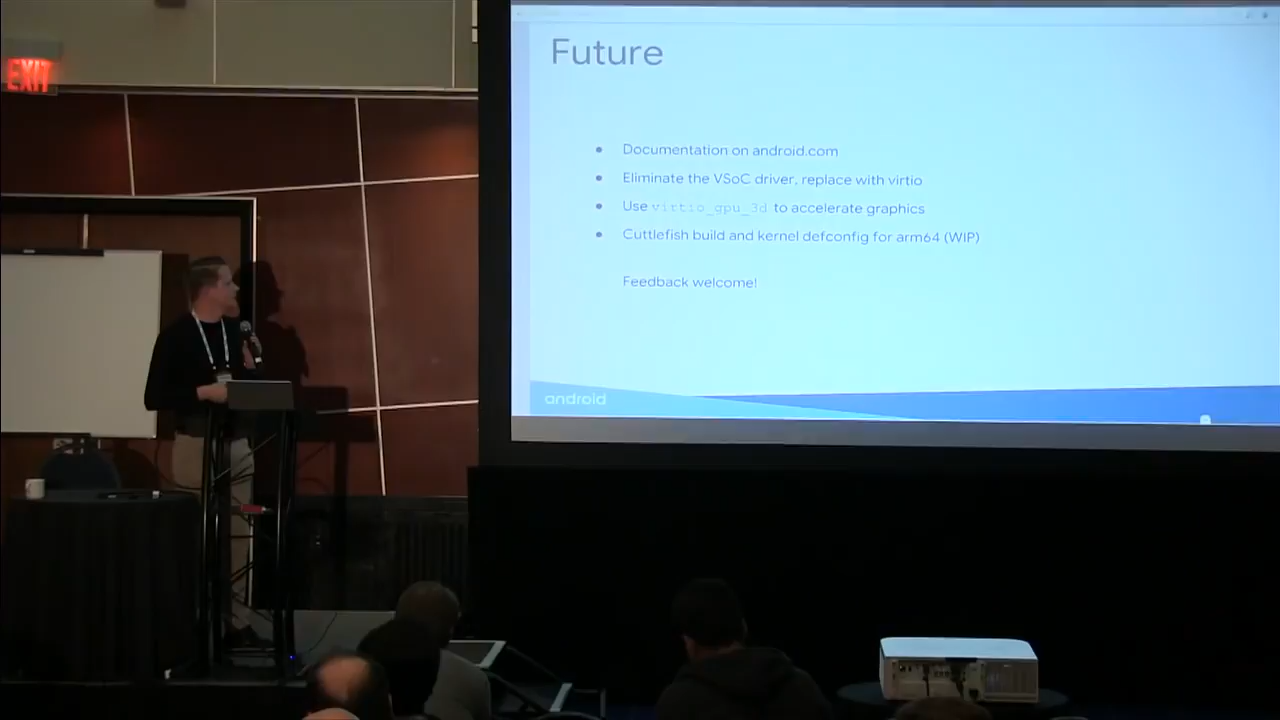 EXIT
Future
Documentation on android.com
Eliminate the VSoC driver, replace with virtio
Use virtio_gpu_3d to accelerate graphics
Cuttlefish build and kernel defconfig for arm64 (WIP)
Feedback welcome!
android